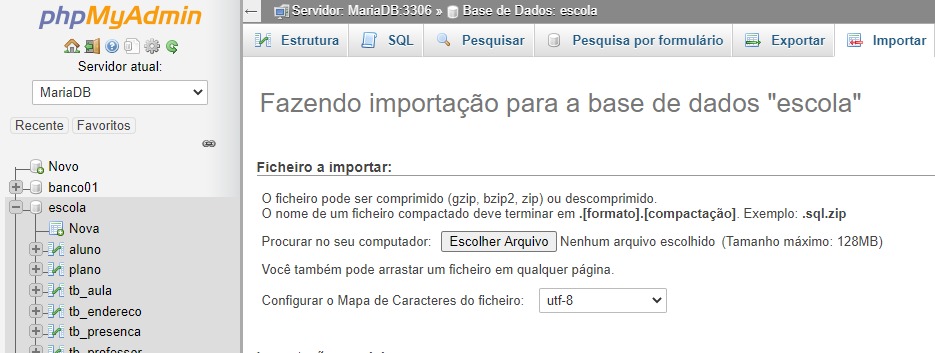 phpMyAdmin
Servidor atual:
MariaDB
Recente Favoritos
Novo
banco01
escola
Nova
aluno
plano
tb_aula
tb_endereco
tb_presenca
tb_professor
Servidor: MariaDB:3306 » Base de Dados: escola
Estrutura SQL Pesquisar Pesquisa por formulário Exportar Importar
Fazendo importação para a base de dados "escola"
Ficheiro a importar:
O ficheiro pode ser comprimido (gzip, bzip2, zip) ou descomprimido.
O nome de um ficheiro compactado deve terminar em .[formato].[compactação]. Exemplo: .sql.zip
Procurar no seu computador: Escolher Arquivo Nenhum arquivo escolhido (Tamanho máximo: 128MB)
Você também pode arrastar um ficheiro em qualquer página.
Configurar o Mapa de Caracteres do ficheiro: utf-8